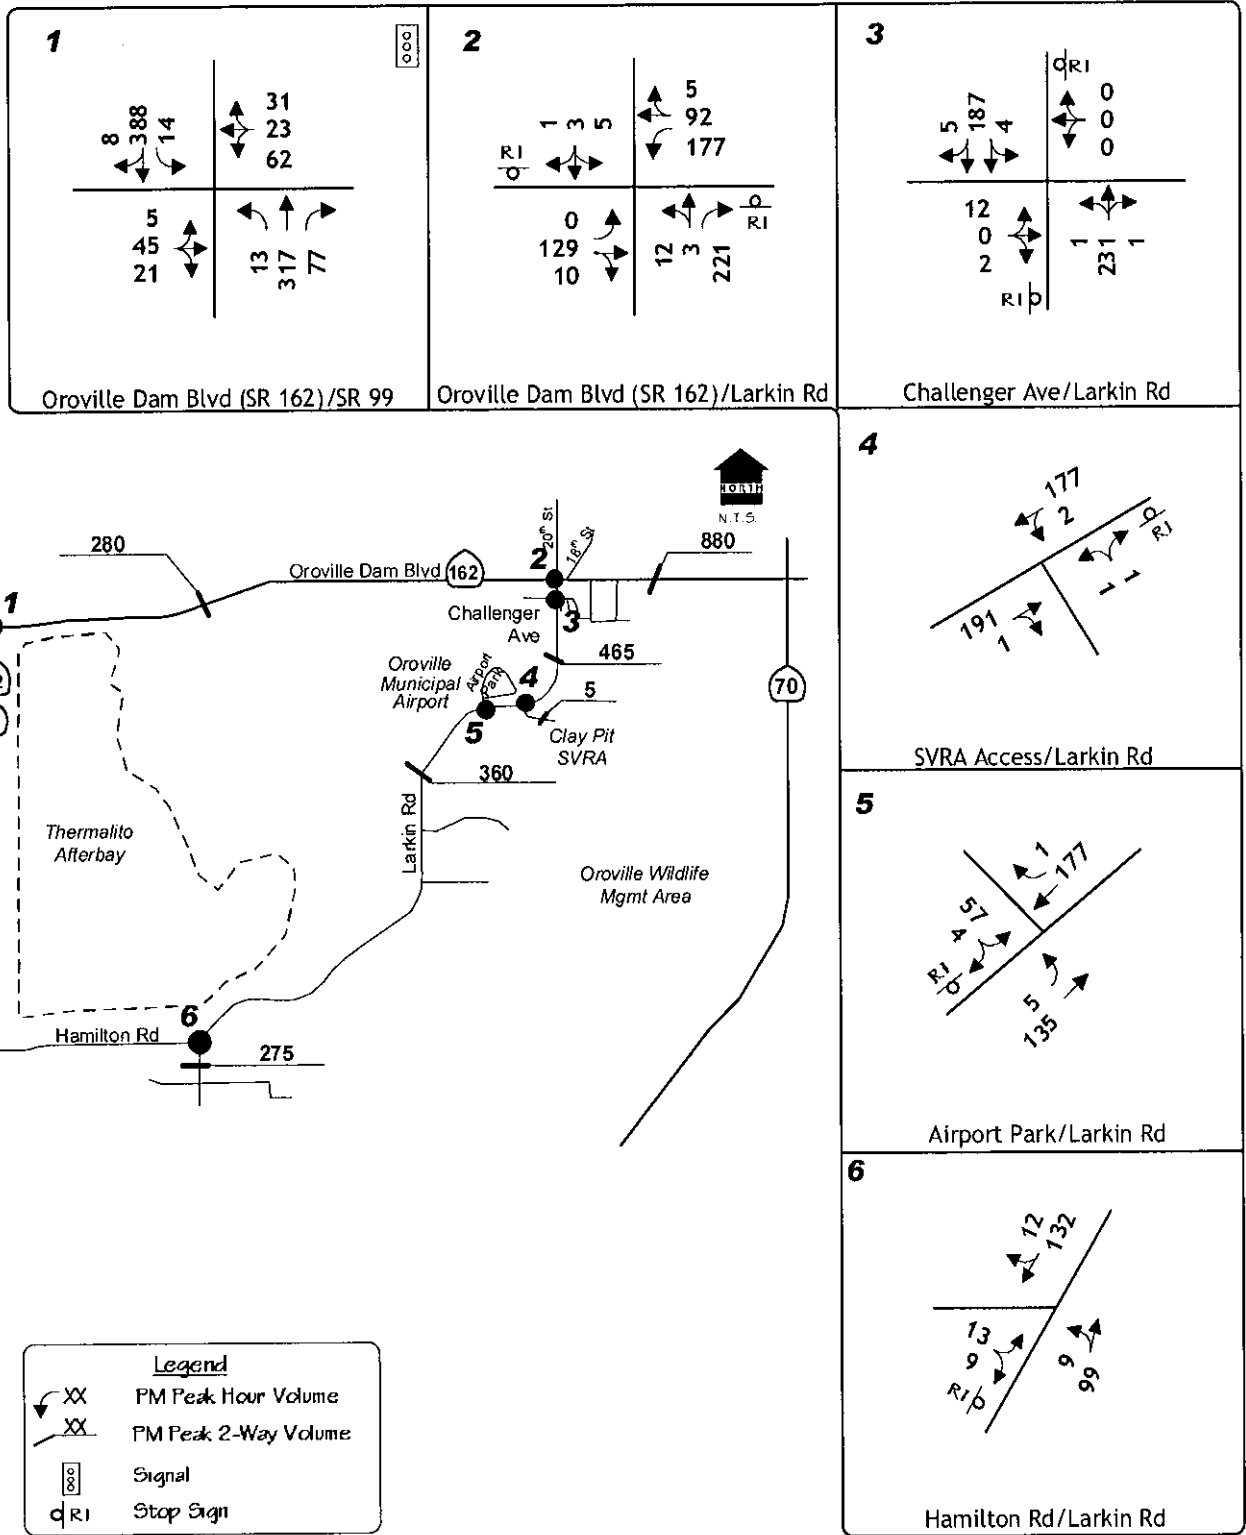 1
8
388
14
31
23
62
5
45
21
13
317
77
Oroville Dam Blvd (SR 162)/SR 99
2
RI
1
3
5
5
92
177
0
129
10
12
3
221
RI
Oroville Dam Blvd (SR 162)/Larkin Rd
3
RI
5
187
4
0
0
0
12
0
2
1
231
1
RI
Challenger Ave/Larkin Rd
4
177
2
RI
191
1
1
1
SVRA Access/Larkin Rd
5
1
177
57
4
RI
5
135
Airport Park/Larkin Rd
6
12
132
13
9
RI
9
99
Hamilton Rd/Larkin Rd
NORTH
N.T.S.
280
Oroville Dam Blvd
162
20th St
18th St
880
1
2
3
Challenger
Ave
465
Oroville
Municipal
Airport
Airport
Park
4
5
5
Clay Pit
SVRA
70
360
Larkin Rd
Thermalito
Afterbay
Oroville Wildlife
Mgmt Area
6
Hamilton Rd
275
Legend
XX PM Peak Hour Volume
XX PM Peak 2-Way Volume
Signal
RI Stop Sign